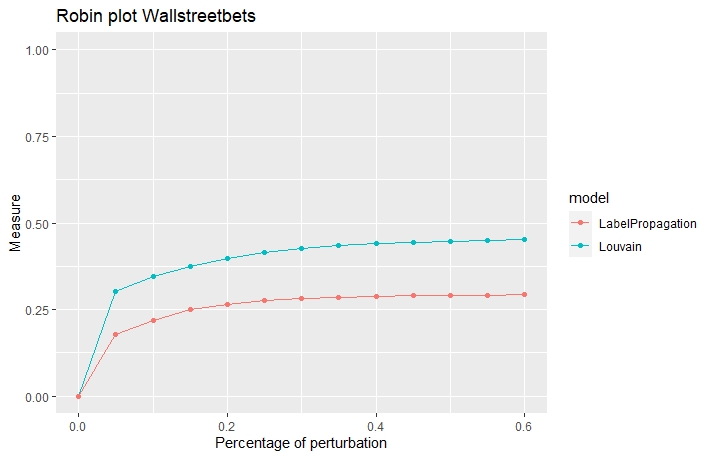 Robin plot Wallstreetbets
1.00
0.75
0.50
0.25
0.00
Measure
0.0
0.2
0.4
0.6
Percentage of perturbation
model
LabelPropagation
Louvain